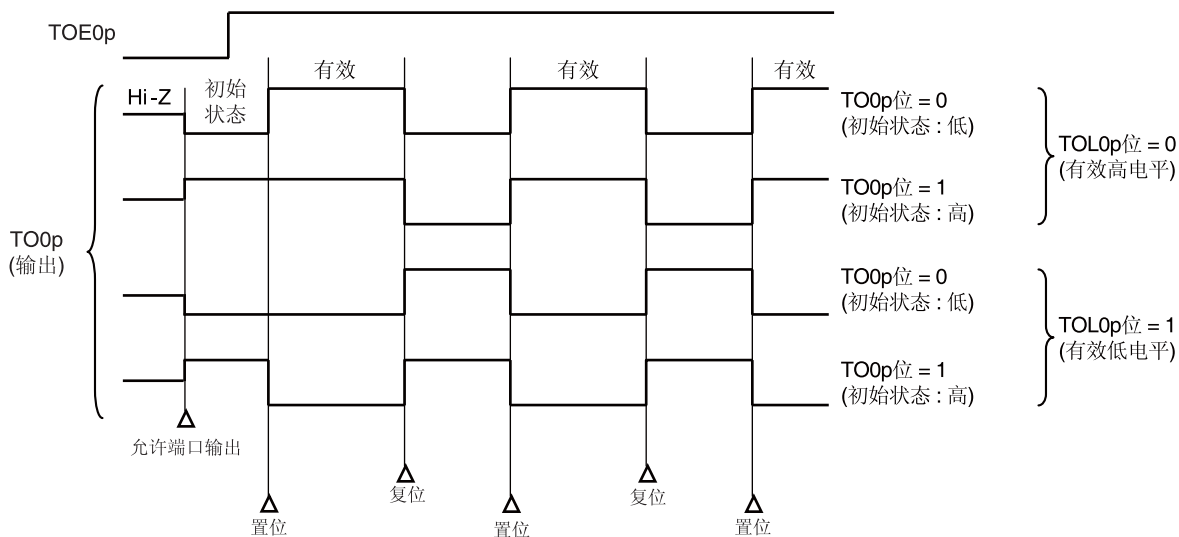 TOE0p
有效
有效
有效
Hi-Z
初始
状态
TO0p位 = 0
(初始状态 : 低)
TOL0p位 = 0
(有效高电平)
TO0p位 = 1
(初始状态 : 高)
TO0p
(输出)
TO0p位 = 0
(初始状态 : 低)
TOL0p位 = 1
(有效低电平)
TO0p位 = 1
(初始状态 : 高)
允许端口输出
复位
复位
置位
置位
置位